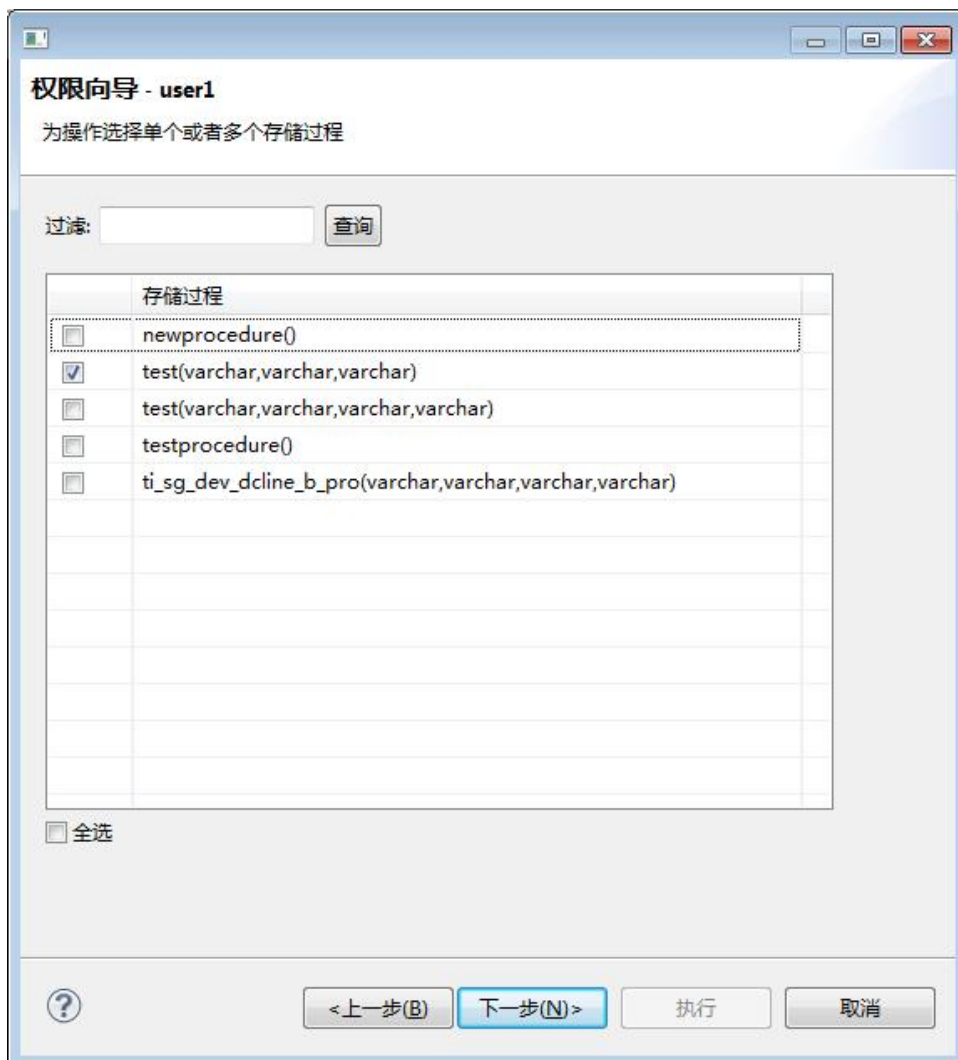 权限向导 - user1
为操作选择单个或者多个存储过程
过滤: 查询
存储过程
newprocedure()
test(varchar,varchar,varchar)
test(varchar,varchar,varchar,varchar)
testprocedure()
ti_sg_dev_dcline_b_pro(varchar,varchar,varchar,varchar)
全选
<上一步(B) 下一步(N)> 执行 取消